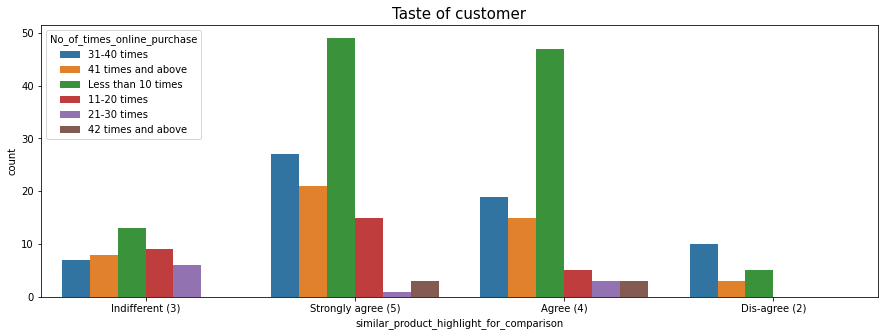 Taste of customer
No_of_times_online_purchase
31-40 times
41 times and above
Less than 10 times
11-20 times
21-30 times
42 times and above
count
50
40
30
20
10
0
Indifferent (3)
Strongly agree (5)
Agree (4)
Dis-agree (2)
similar_product_highlight_for_comparison